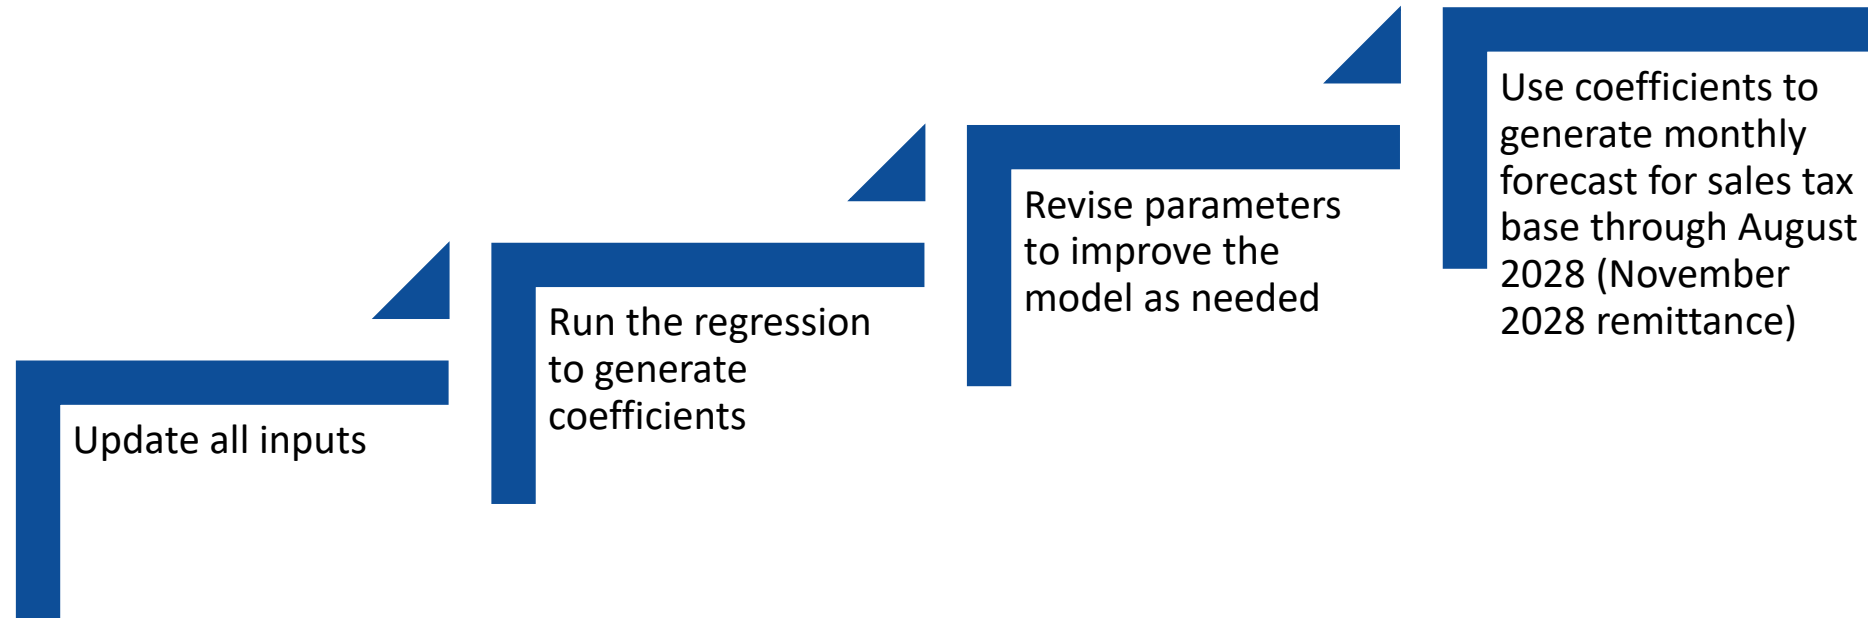 Update all inputs
Run the regression
to generate
coefficients
Revise parameters
to improve the
model as needed
Use coefficients to
generate monthly
forecast for sales tax
base through August
2028 (November
2028 remittance)